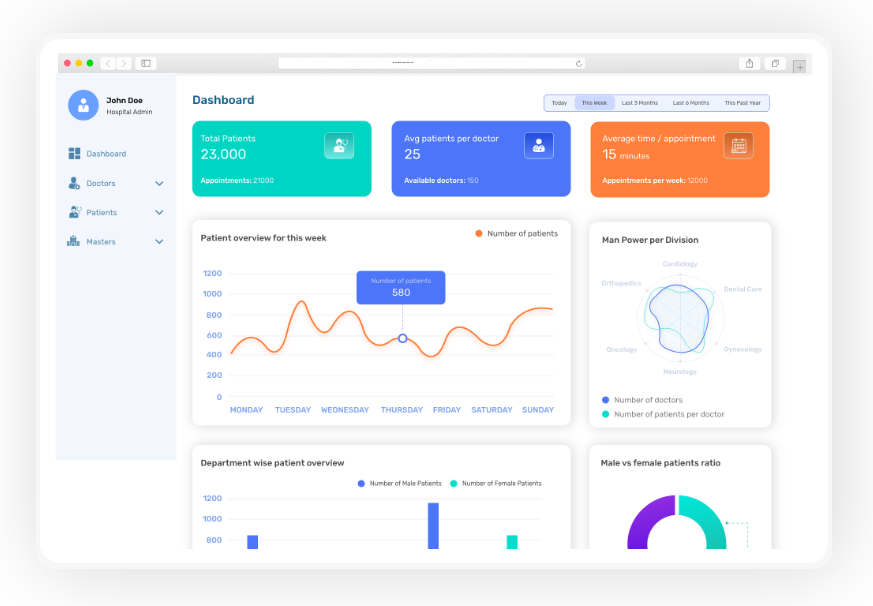 John Doe
Hospital Admin
Dashboard
Doctors
Patients
Masters
Dashboard
Today This Week Last 3 Months Last 6 Months This Past Year
Total Patients
23,000
Appointments: 21000
Avg patients per doctor
25
Available doctors: 150
Average time / appointment
15 minutes
Appointments per week: 12000
Patient overview for this week
Number of patients
1200
1000
800
600
400
200
0
Number of patients
580
MONDAY TUESDAY WEDNESDAY THURSDAY FRIDAY SATURDAY SUNDAY
Man Power per Division
Cardiology
Orthopedics
Dental Care
Oncology
Gynocology
Neurology
Number of doctors
Number of patients per doctor
Department wise patient overview
Number of Male Patients Number of Female Patients
1200
1000
800
Male vs female patients ratio